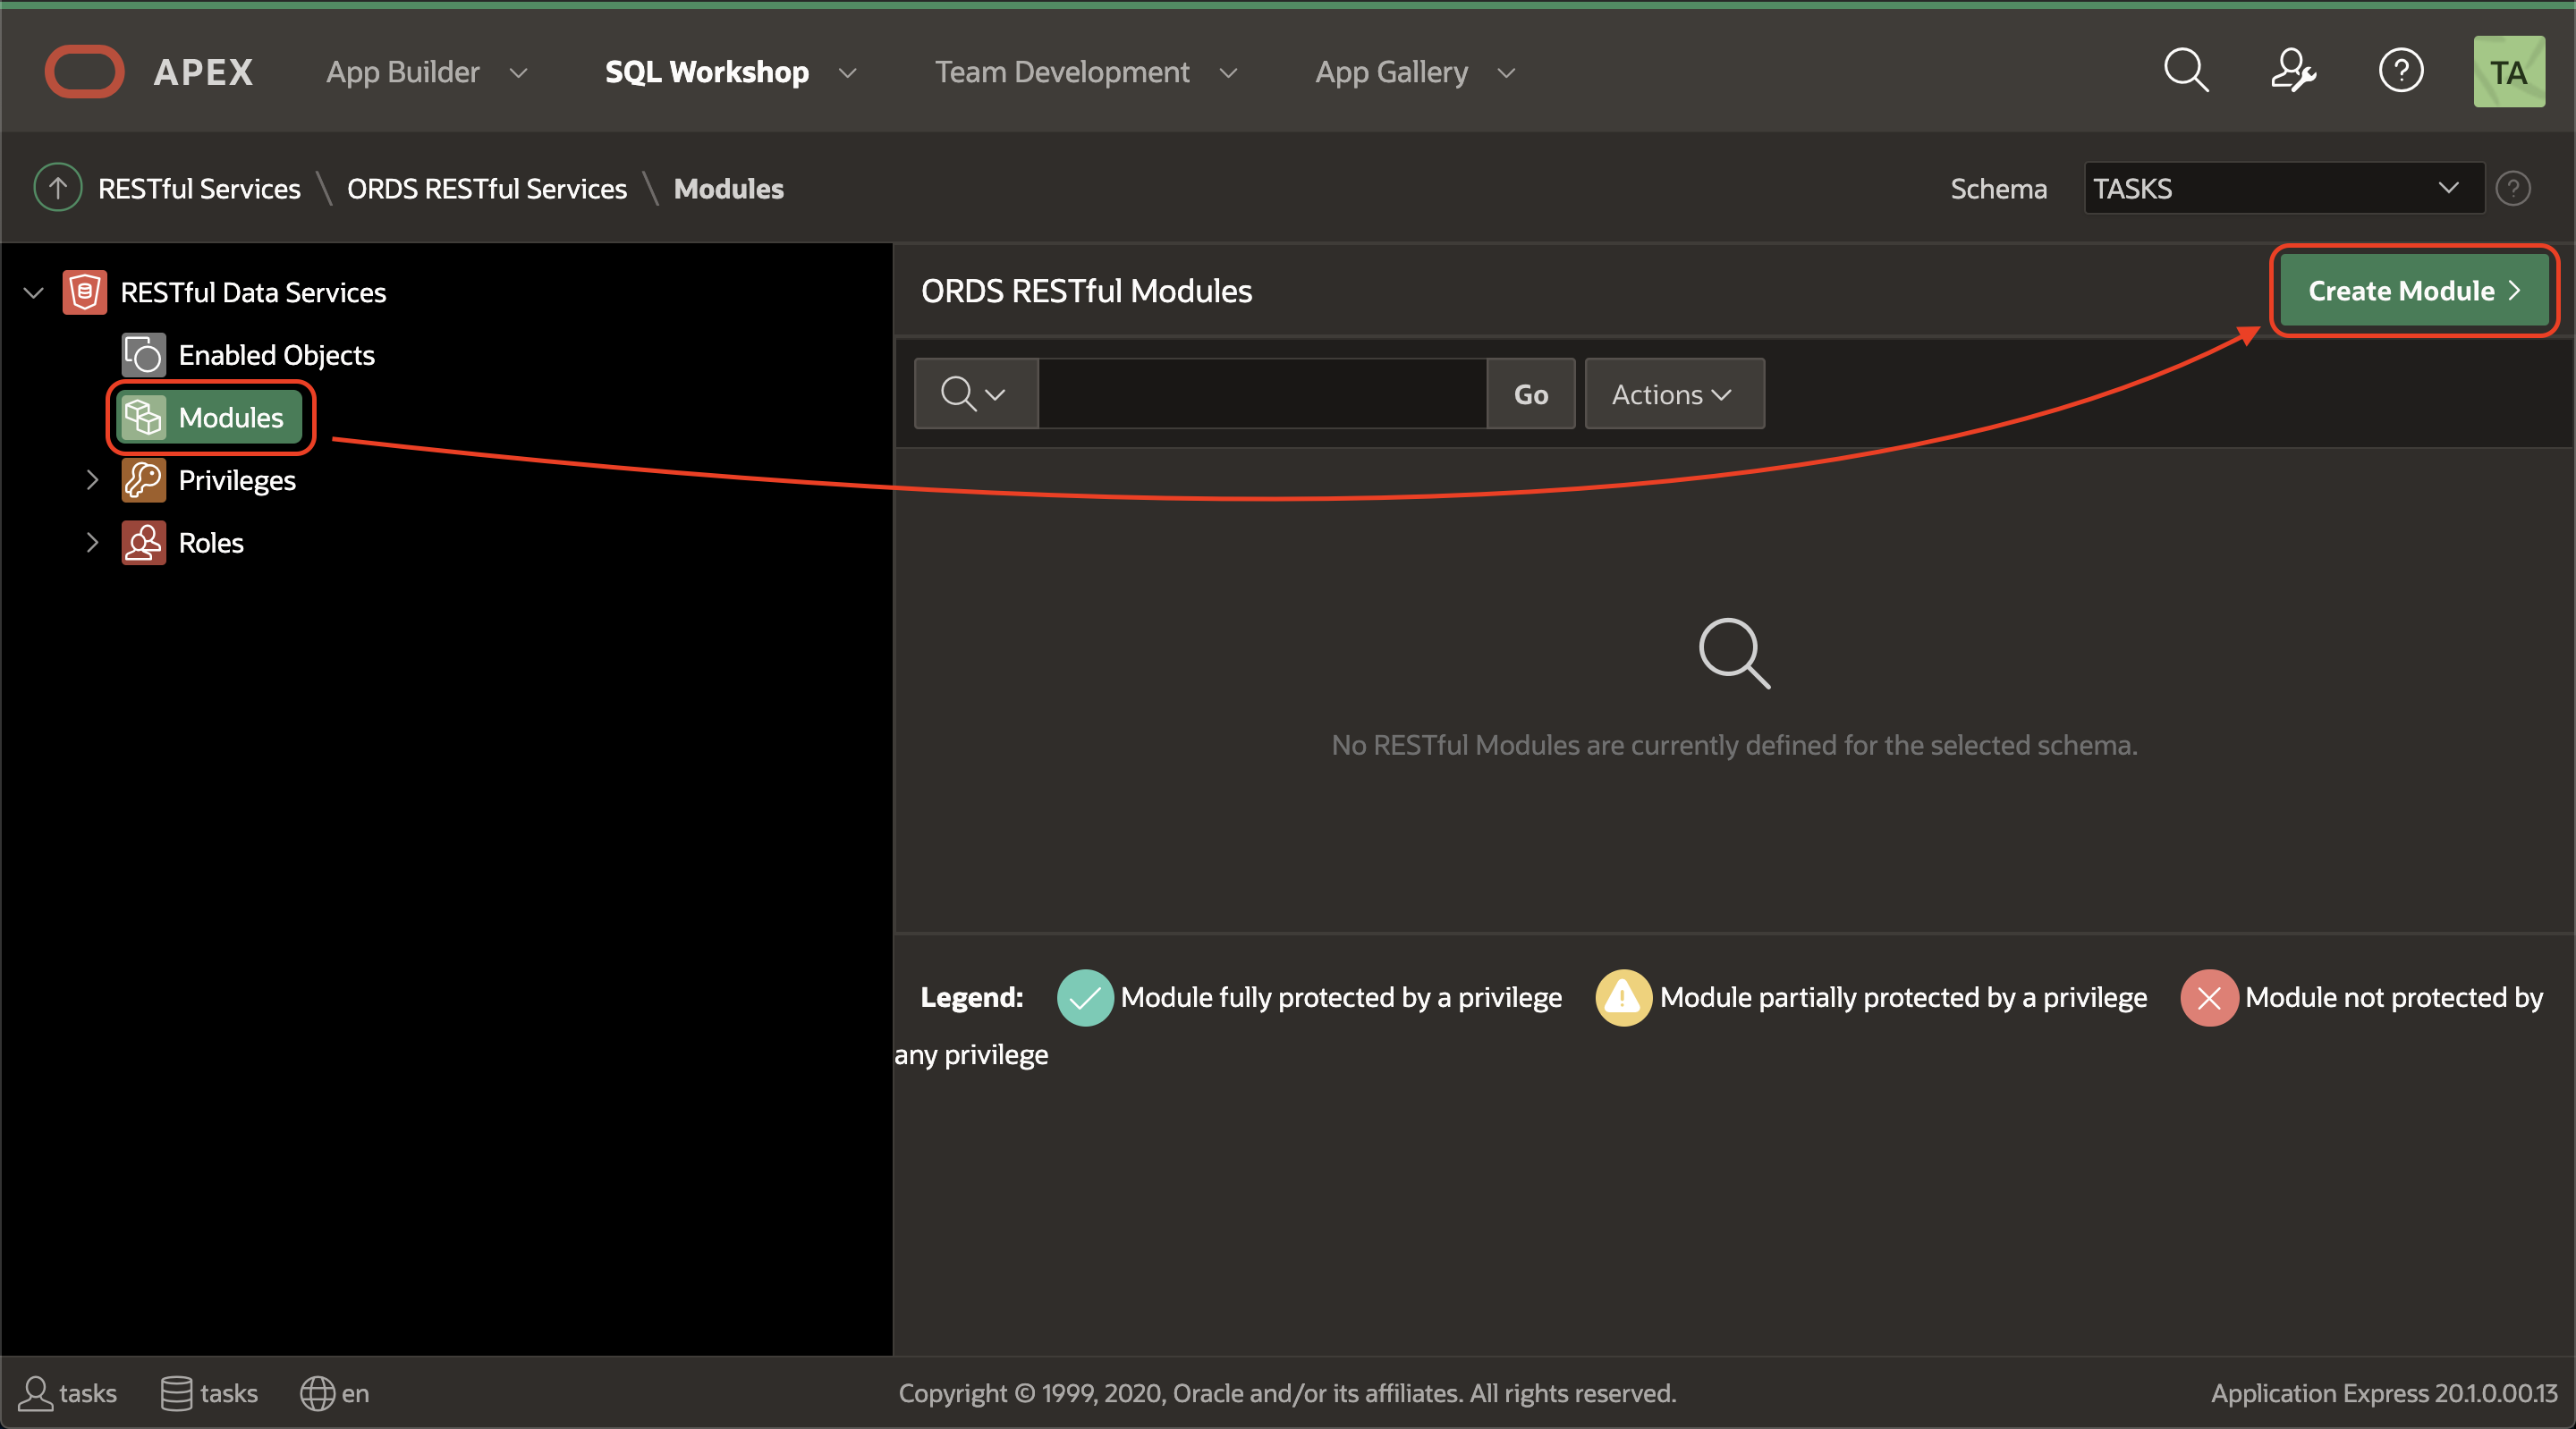 APEX App Builder SQL Workshop Team Development App Gallery TA
RESTful Services \ ORDS RESTful Services \ Modules Schema TASKS
RESTful Data Services
Enabled Objects
Modules
Privileges
Roles
ORDS RESTful Modules Create Module
Go Actions
No RESTful Modules are currently defined for the selected schema.
Legend: Module fully protected by a privilege Module partially protected by a privilege Module not protected by
any privilege
tasks tasks en Copyright © 1999, 2020, Oracle and/or its affiliates. All rights reserved. Application Express 20.1.0.00.13